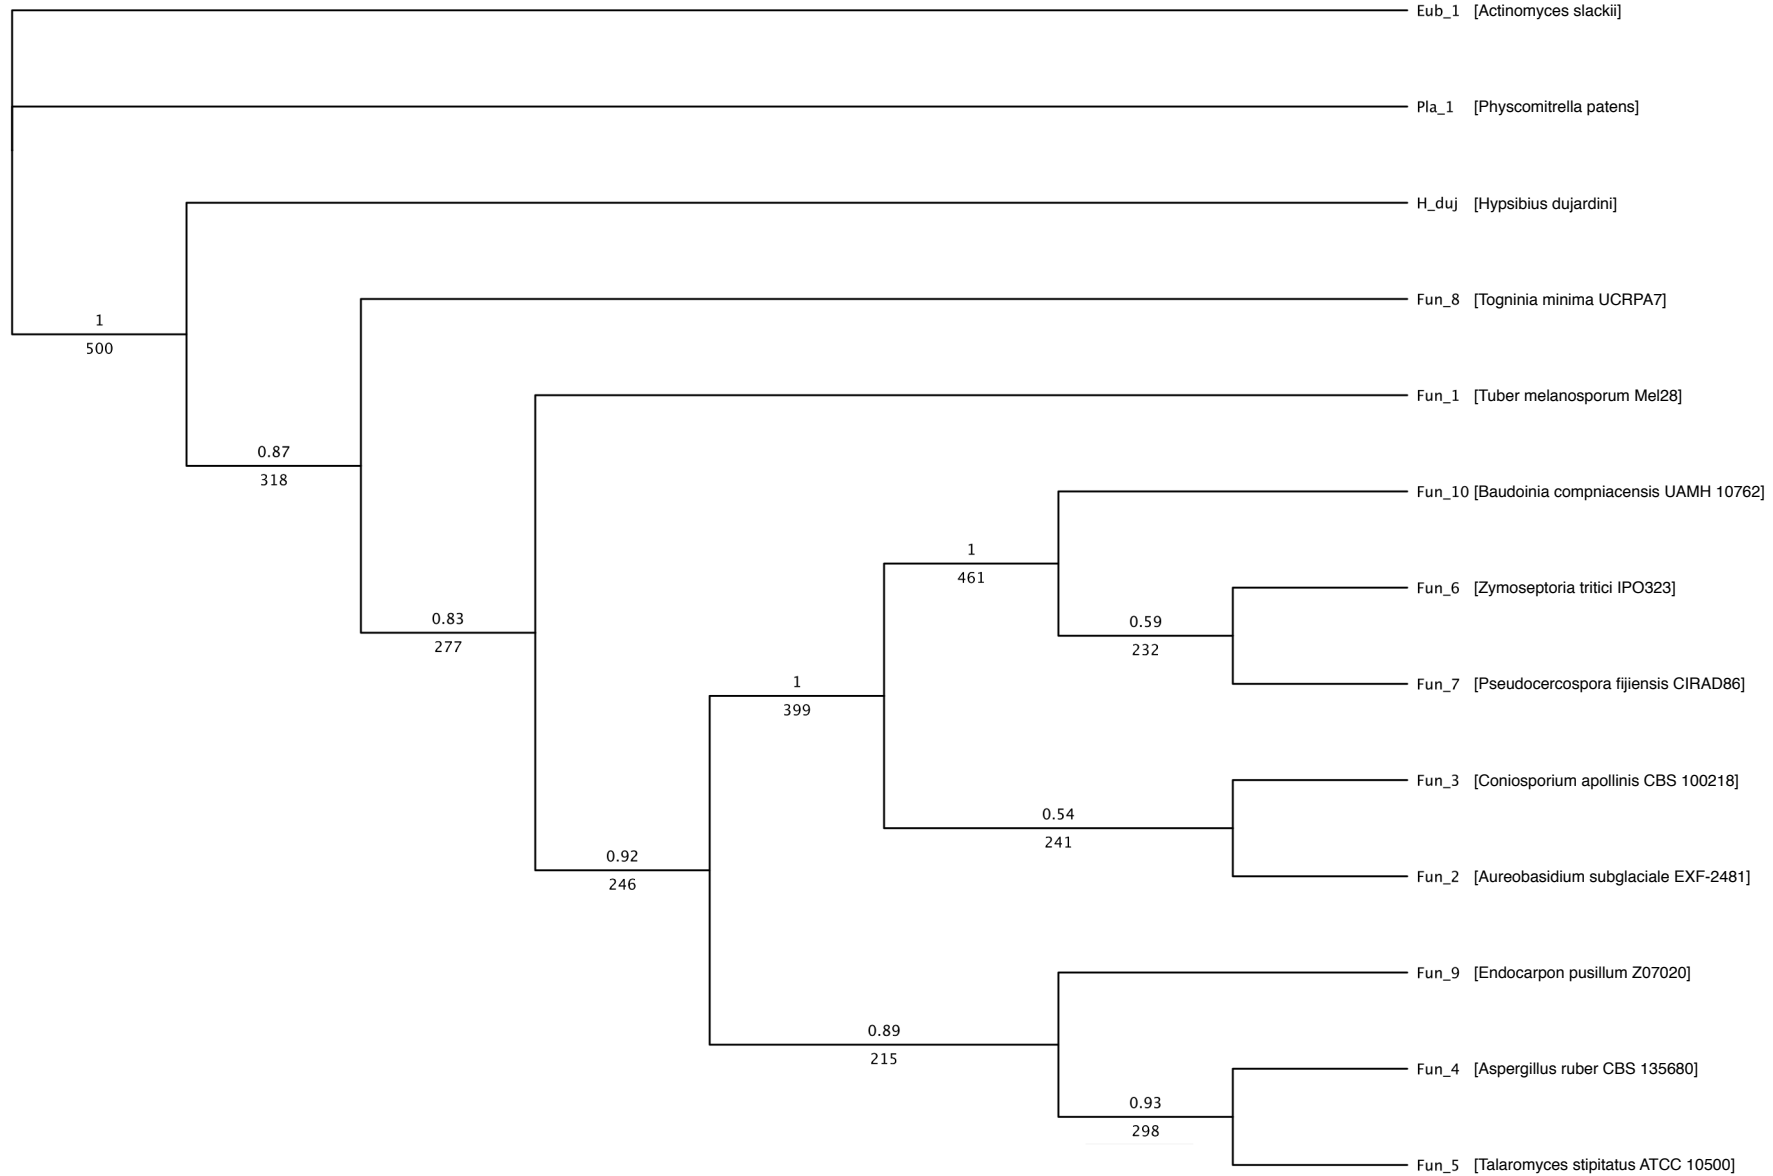 Eub_1 [Actinomyces slackii]
Pla_1 [Physcomitrella patens]
H_duj [Hypsibius dujardini]
Fun_8 [Togninia minima UCRPA7]
1
500
Fun_1 [Tuber melanosporum Mel28]
0.87
318
Fun_10 [Baudoinia compniacensis UAMH 10762]
1
461
Fun_6 [Zymoseptoria tritici IPO323]
0.83
277
0.59
232
Fun_7 [Pseudocercospora fijiensis CIRAD86]
1
399
Fun_3 [Coniosporium apollinis CBS 100218]
0.54
241
0.92
246
Fun_2 [Aureobasidium subglaciale EXF-2481]
Fun_9 [Endocarpon pusillum Z07020]
0.89
215
Fun_4 [Aspergillus ruber CBS 135680]
0.93
298
Fun_5 [Talaromyces stipitatus ATCC 10500]